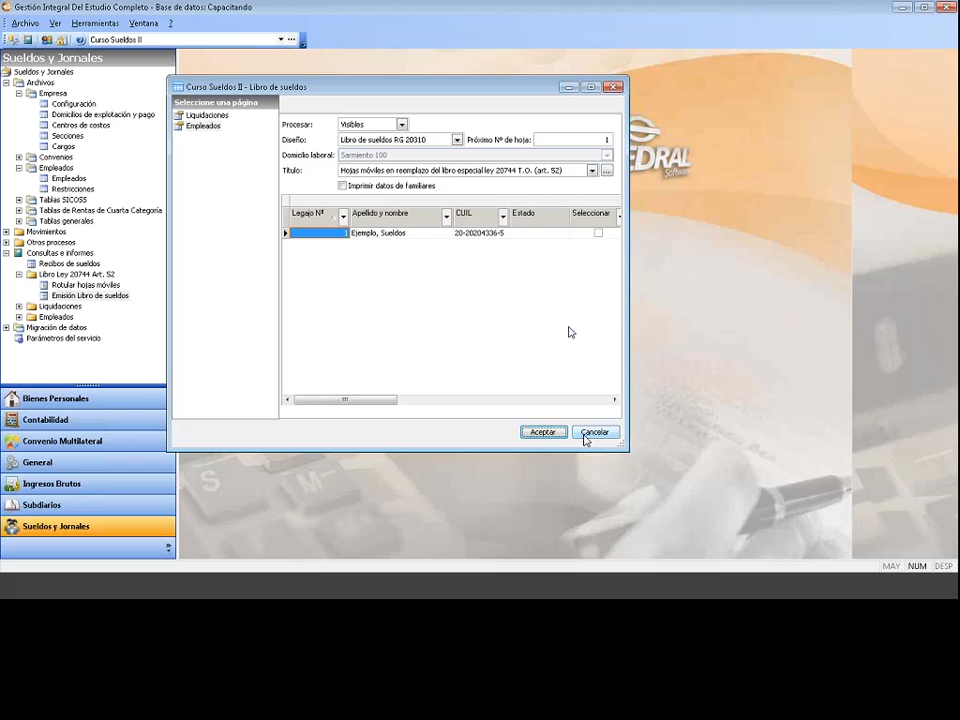 Gestión Integral Del Estudio Completo - Base de datos: Capacitando
Archivo Ver Herramientas Ventana ?
Curso Sueldos II
Sueldos y Jornales
Sueldos y Jornales
Archivos
Empresa
Configuración
Domicilios de explotación y pago
Centros de costos
Secciones
Cargos
Convenios
Empleados
Empleados
Restricciones
Tablas SICOSS
Tablas de Rentas de Cuarta Categoría
Tablas generales
Movimientos
Otros procesos
Consultas e informes
Recibos de sueldos
Libro Ley 20744 Art. 52
Rotular hojas móviles
Emisión Libro de sueldos
Liquidaciones
Empleados
Migración de datos
Parámetros del servicio
Bienes Personales
Contabilidad
Convenio Multilateral
General
Ingresos Brutos
Subdiarios
Sueldos y Jornales
Curso Sueldos II - Libro de sueldos
Seleccione una página
Liquidaciones
Empleados
Procesar: Visibles
Diseño: Libro de sueldos RG 20310 Próximo Nº de hoja: 1
Domicilio laboral: Sarmiento 100
Título: Hojas móviles en reemplazo del libro especial ley 20744 T.O. (art. 52)
Imprimir datos de familiares
Legajo Nº Apellido y nombre CUIL Estado Seleccionar
1 Ejemplo, Sueldos 20-20204336-5
Aceptar Cancelar
EDRAL
Software
MAY NUM DESP